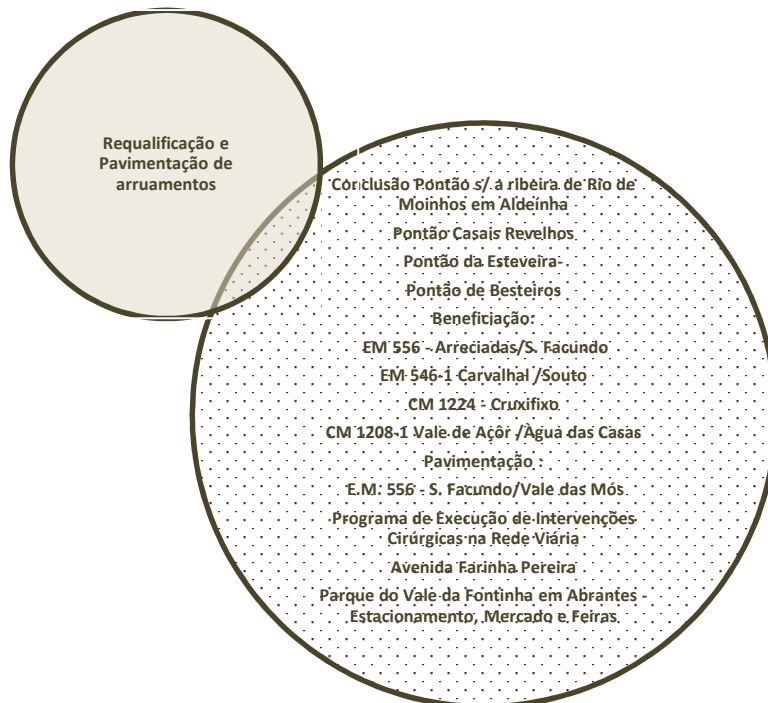 Requalificação e
Pavimentação de
arruamentos
Conclusão Pontão s/ a ribeira de Rio de
Moinhos em Aldeínha
Pontão Casais Revelhos
Pontão da Esteveira-
Pontão de Besteiros
Beneficiação:
EM 556 - Arreciadas/S. Facundo
EM 546-1 Carvalhal /Souto
CM 1224 - Cruxifixo
CM 1208-1 Vale de Açôr /Água das Casas
Pavimentação :
E.M. 556 - S. Facundo/Vale das Mós
Programa de Execução de Intervenções
Cirúrgicas na Rede Viária
Avenida Farinha Pereira
Parque do Vale da Fontinha em Abrantes -
Estacionamento, Mercado e Feiras